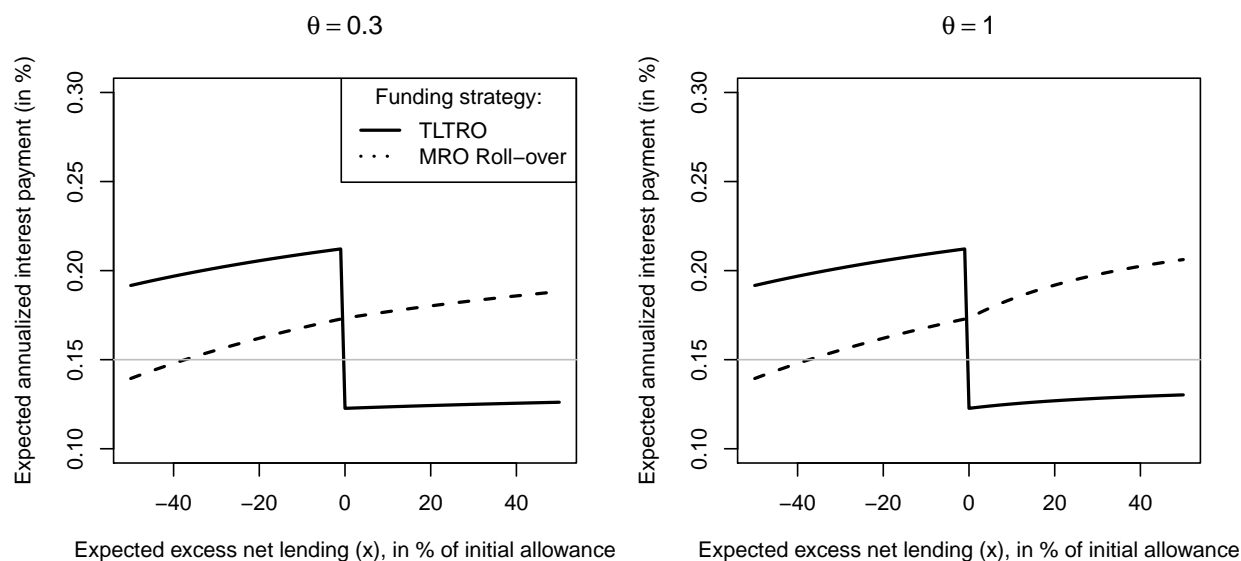 θ = 0.3
Expected annualized interest payment (in %)
0.30
0.25
0.20
0.15
0.10
Funding strategy:
TLTRO
MRO Roll−over
−40 −20 0 20 40
Expected excess net lending (x), in % of initial allowance
θ = 1
Expected annualized interest payment (in %)
0.30
0.25
0.20
0.15
0.10
−40 −20 0 20 40
Expected excess net lending (x), in % of initial allowance